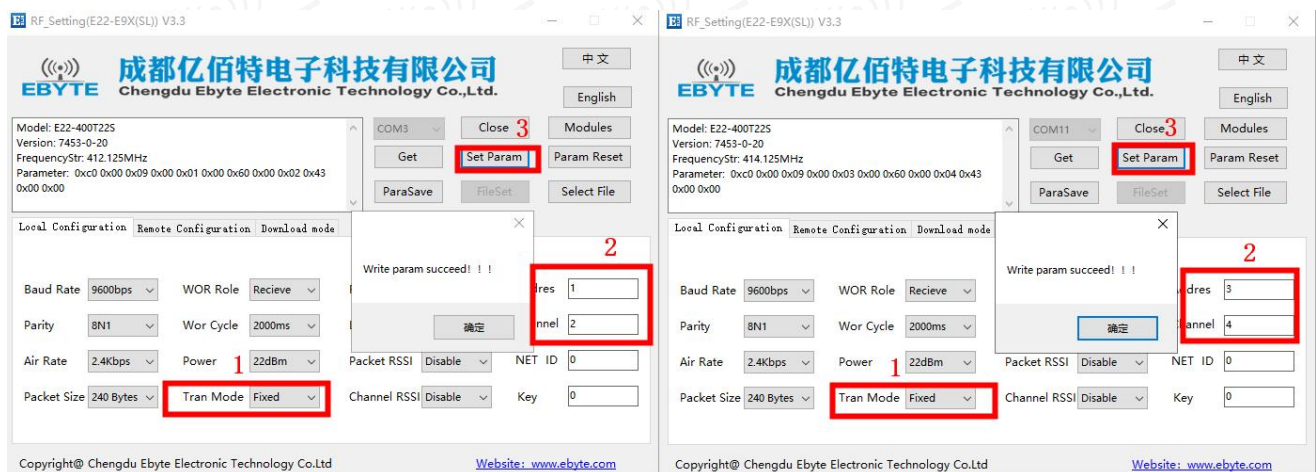 RF_Setting(E22-E9X(SL)) V3.3
中文
((•))
EBYTE
成都亿佰特电子科技有限公司
Chengdu Ebyte Electronic Technology Co.,Ltd.
English
Model: E22-400T22S
Version: 7453-0-20
FrequencyStr: 412.125MHz
Parameter: 0xc0 0x00 0x09 0x00 0x01 0x00 0x60 0x00 0x02 0x43
0x00 0x00
COM3 Close 3 Modules
Get Set Param Param Reset
ParaSave FileSet Select File
Local Configuration Remote Configuration Download mode
Write param succeed! ! !
确定
2
Baud Rate 9600bps WOR Role Recieve dres 1
Parity 8N1 Wor Cycle 2000ms nnel 2
Air Rate 2.4Kbps Power 1 22dBm Packet RSSI Disable NET ID 0
Packet Size 240 Bytes Tran Mode Fixed Channel RSSI Disable Key 0
Copyright@ Chengdu Ebyte Electronic Technology Co.Ltd Website: www.ebyte.com
RF_Setting(E22-E9X(SL)) V3.3
中文
((•))
EBYTE
成都亿佰特电子科技有限公司
Chengdu Ebyte Electronic Technology Co.,Ltd.
English
Model: E22-400T22S
Version: 7453-0-20
FrequencyStr: 414.125MHz
Parameter: 0xc0 0x00 0x09 0x00 0x03 0x00 0x60 0x00 0x04 0x43
0x00 0x00
COM11 Close 3 Modules
Get Set Param Param Reset
ParaSave FileSet Select File
Local Configuration Remote Configuration Download mode
Write param succeed! ! !
确定
2
Baud Rate 9600bps WOR Role Recieve dres 3
Parity 8N1 Wor Cycle 2000ms annel 4
Air Rate 2.4Kbps Power 1 22dBm Packet RSSI Disable NET ID 0
Packet Size 240 Bytes Tran Mode Fixed Channel RSSI Disable Key 0
Copyright@ Chengdu Ebyte Electronic Technology Co.Ltd Website: www.ebyte.com